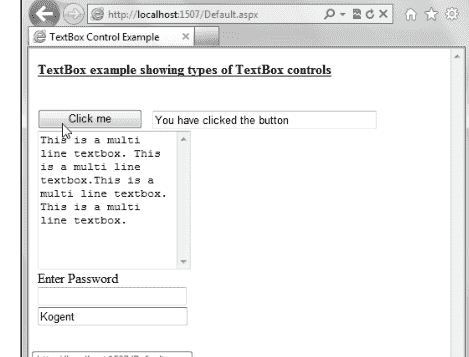 http://localhost:1507/Default.aspx
TextBox Control Example
TextBox example showing types of TextBox controls
Click me You have clicked the button
This is a multi
line textbox. This
is a multi line
textbox.This is a
multi line textbox.
This is a multi
line textbox.
Enter Password
Kogent